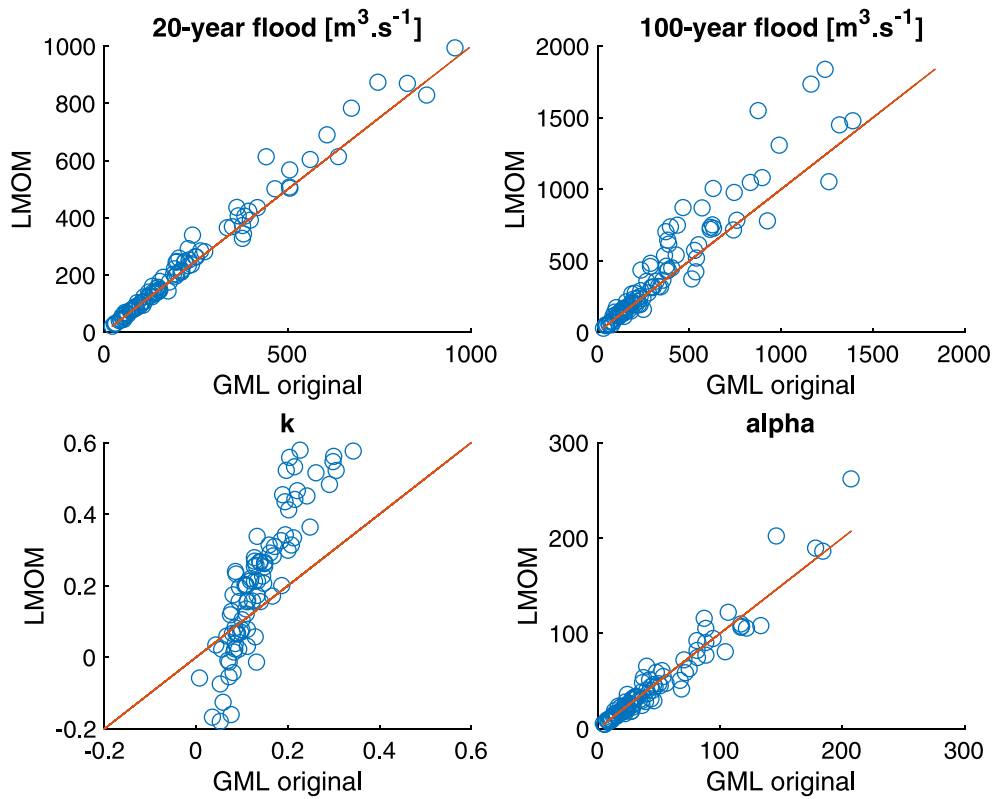 20-year flood [m³.s⁻¹]
1000
800
600
400
200
0
LMOM
0 500 1000
GML original
100-year flood [m³.s⁻¹]
2000
1500
1000
500
0
LMOM
0 500 1000 1500 2000
GML original
k
0.6
0.4
0.2
0
-0.2
LMOM
-0.2 0 0.2 0.4 0.6
GML original
alpha
300
200
100
0
LMOM
0 100 200 300
GML original